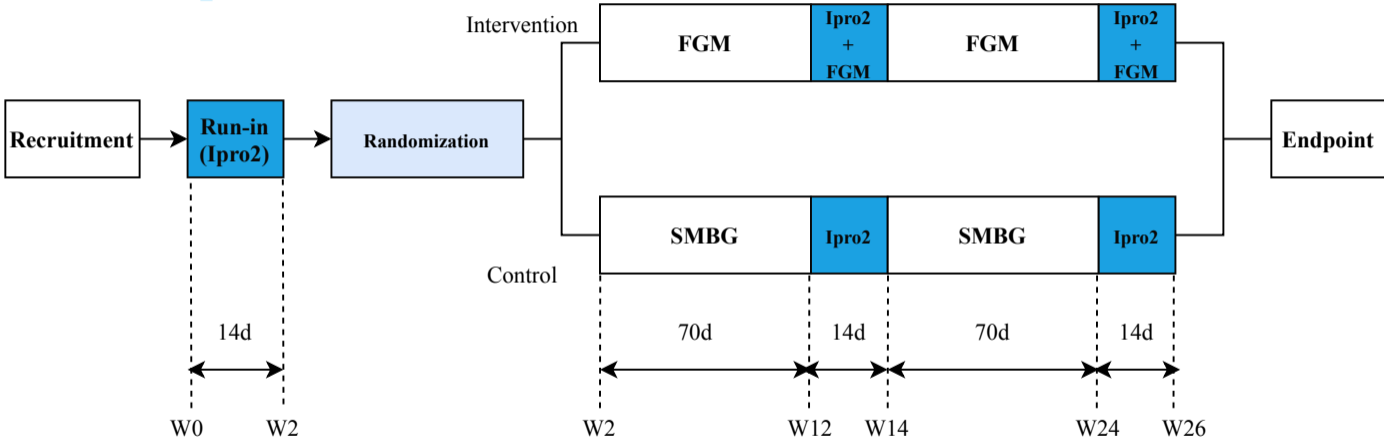 Intervention
FGM
Ipro2
+
FGM
FGM
Ipro2
+
FGM
Recruitment
Run-in
(Ipro2)
Randomization
Endpoint
SMBG
Ipro2
SMBG
Ipro2
Control
14d
70d
14d
70d
14d
W0
W2
W2
W12
W14
W24
W26